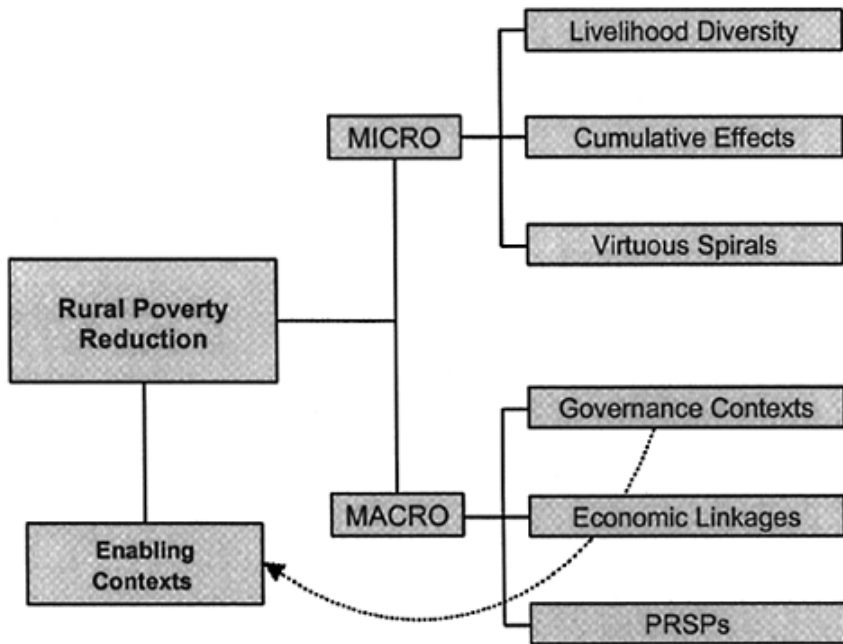 Livelihood Diversity
MICRO
Cumulative Effects
Virtuous Spirals
Rural Poverty
Reduction
Governance Contexts
MACRO
Economic Linkages
Enabling
Contexts
PRSPs